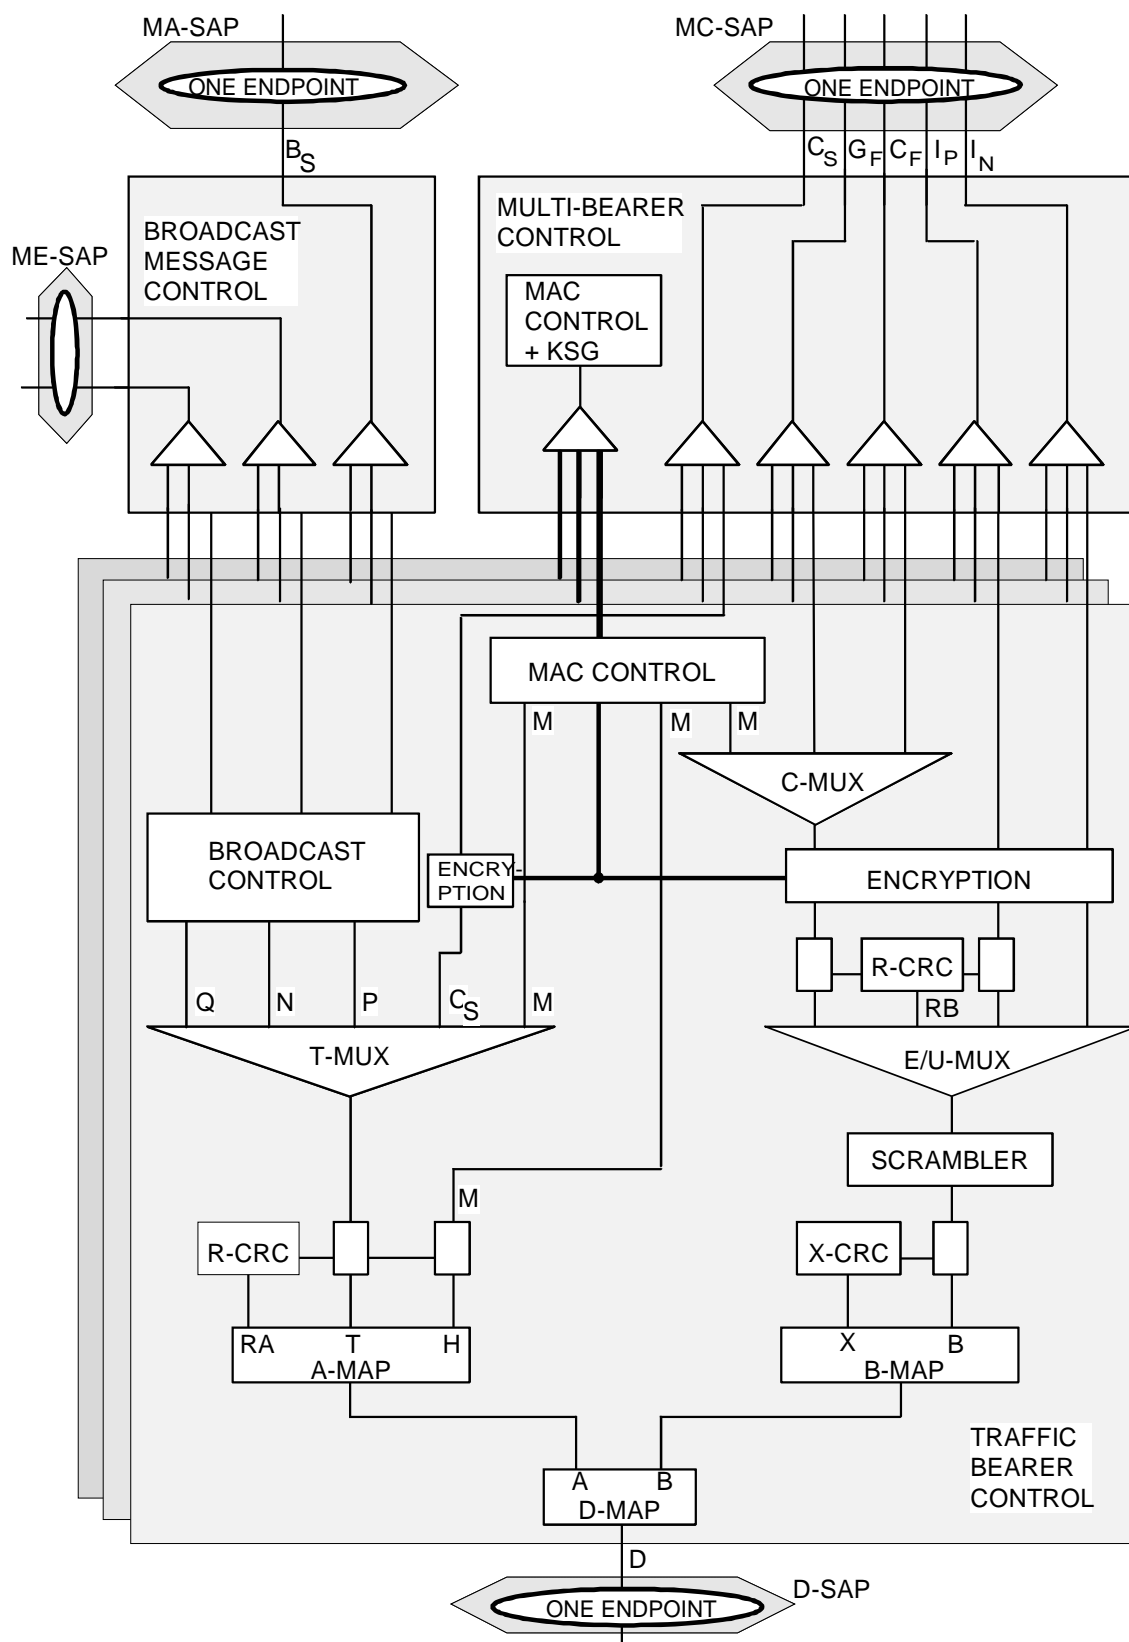 MA-SAP
MC-SAP
ONE ENDPOINT
ONE ENDPOINT
BS
CS
GF
CF
IP
IN
BROADCAST
MESSAGE
CONTROL
MULTI-BEARER
CONTROL
ME-SAP
MAC
CONTROL
+ KSG
MAC CONTROL
M
M
M
C-MUX
BROADCAST
CONTROL
ENCRY-
PTION
ENCRYPTION
R-CRC
Q
N
P
CS
M
RB
T-MUX
E/U-MUX
SCRAMBLER
M
R-CRC
X-CRC
RA
T
H
X
B
A-MAP
B-MAP
TRAFFIC
BEARER
CONTROL
A
B
D-MAP
D
D-SAP
ONE ENDPOINT